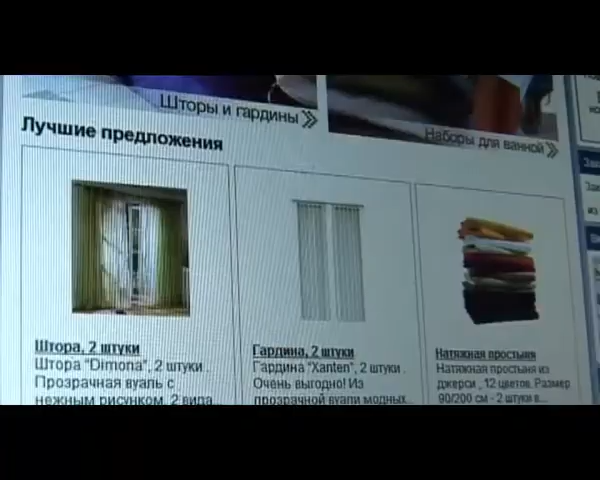 Шторы и гардины
Наборы для ванной
Лучшие предложения
Штора, 2 штуки
Штора "Dimona", 2 штуки.
Прозрачная вуаль с
нежным рисунком, 2 вида
Гардина, 2 штуки
Гардина "Xanten", 2 штуки.
Очень выгодно! Из
прозрачной вуали модных
Натяжная простыня
Натяжная простыня из
джерси, 12 цветов. Размер
90/200 см - 2 штуки в...